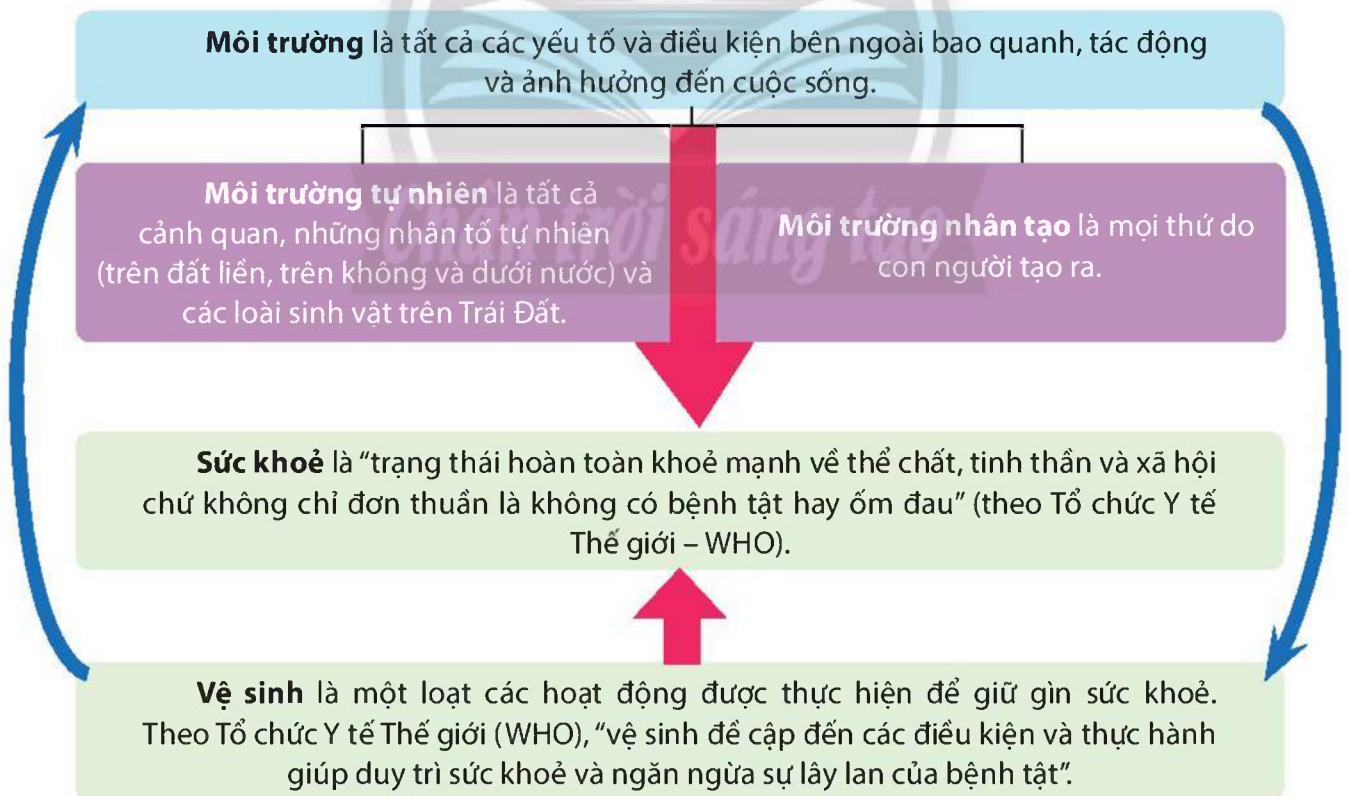 Môi trường là tất cả các yếu tố và điều kiện bên ngoài bao quanh, tác động
và ảnh hưởng đến cuộc sống.
Môi trường tự nhiên là tất cả
cảnh quan, những nhân tố tự nhiên
(trên đất liền, trên không và dưới nước) và
các loài sinh vật trên Trái Đất.
Môi trường nhân tạo là mọi thứ do
con người tạo ra.
chân trời sáng tạo
Sức khoẻ là “trạng thái hoàn toàn khoẻ mạnh về thể chất, tinh thần và xã hội
chứ không chỉ đơn thuần là không có bệnh tật hay ốm đau” (theo Tổ chức Y tế
Thế giới – WHO).
Vệ sinh là một loạt các hoạt động được thực hiện để giữ gìn sức khoẻ.
Theo Tổ chức Y tế Thế giới (WHO), “vệ sinh đề cập đến các điều kiện và thực hành
giúp duy trì sức khoẻ và ngăn ngừa sự lây lan của bệnh tật”.